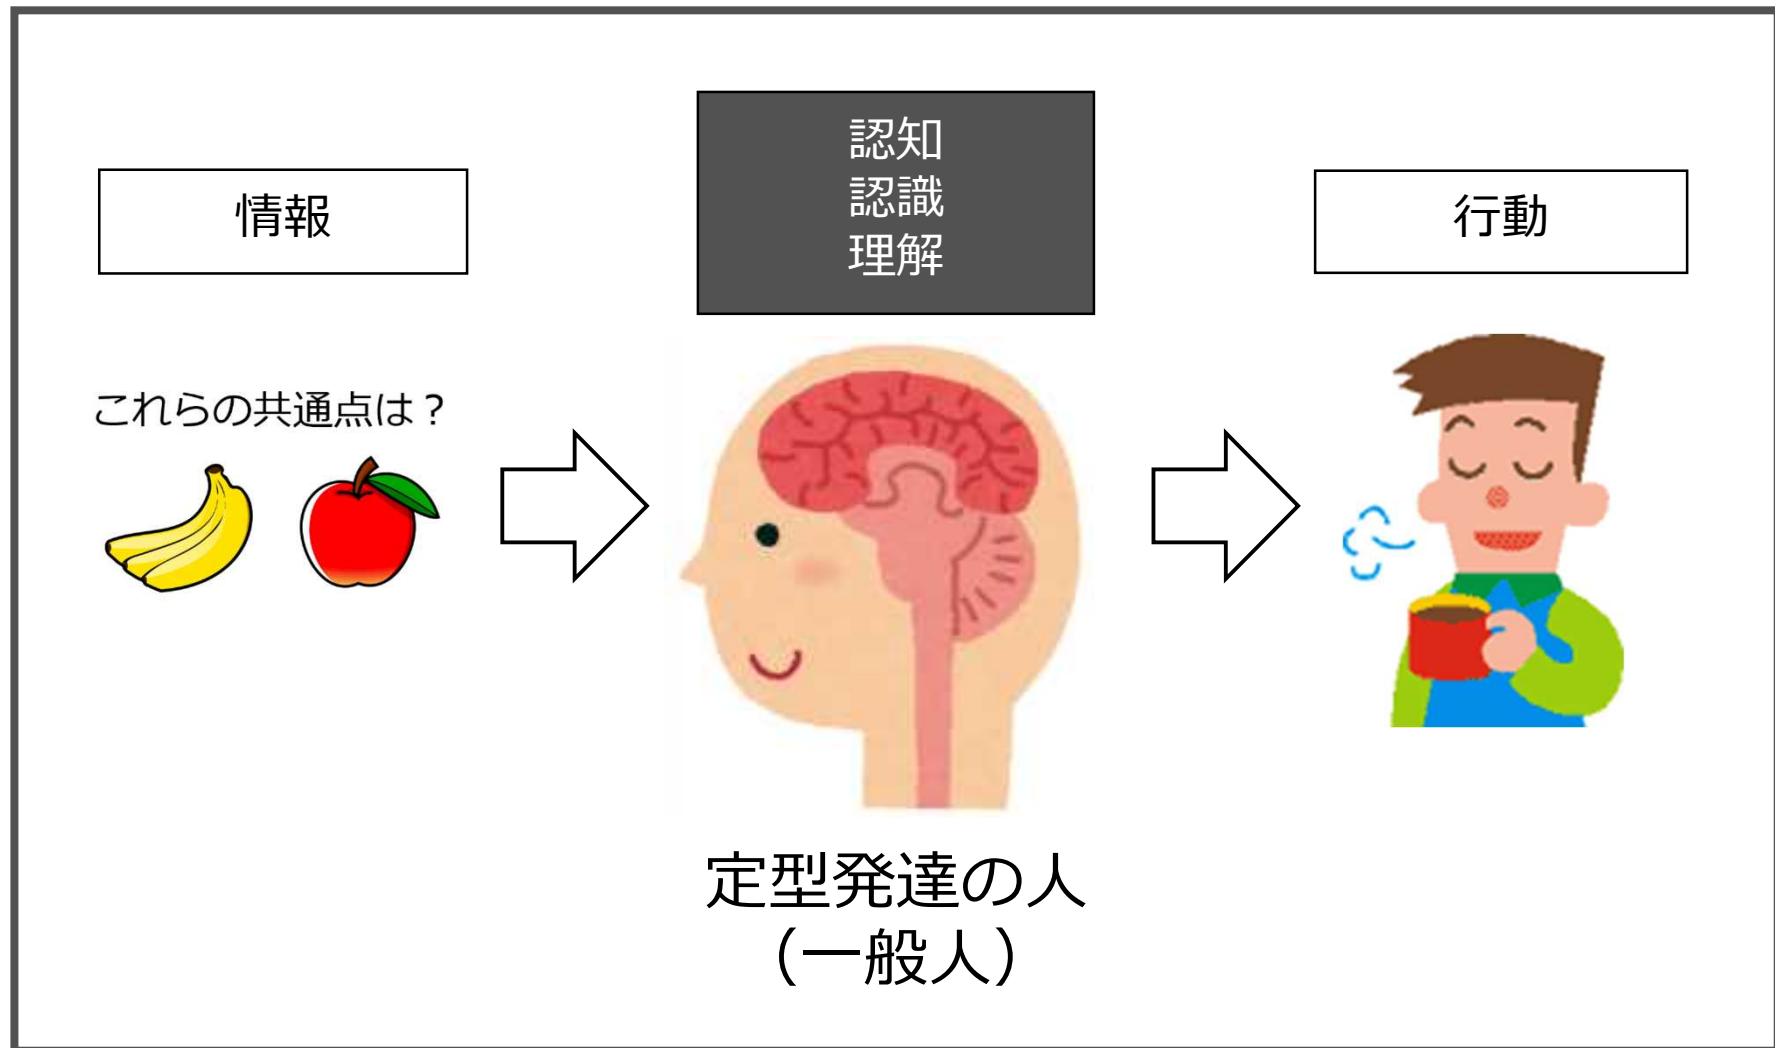 情報
認知
認識
理解
行動
これらの共通点は？
定型発達の人
（一般人）